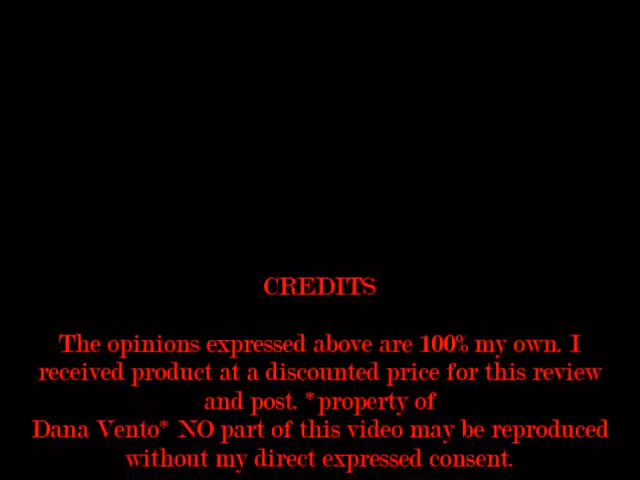 CREDITS
The opinions expressed above are 100% my own. I
received product at a discounted price for this review
and post. *property of
Dana Vento* NO part of this video may be reproduced
without my direct expressed consent.